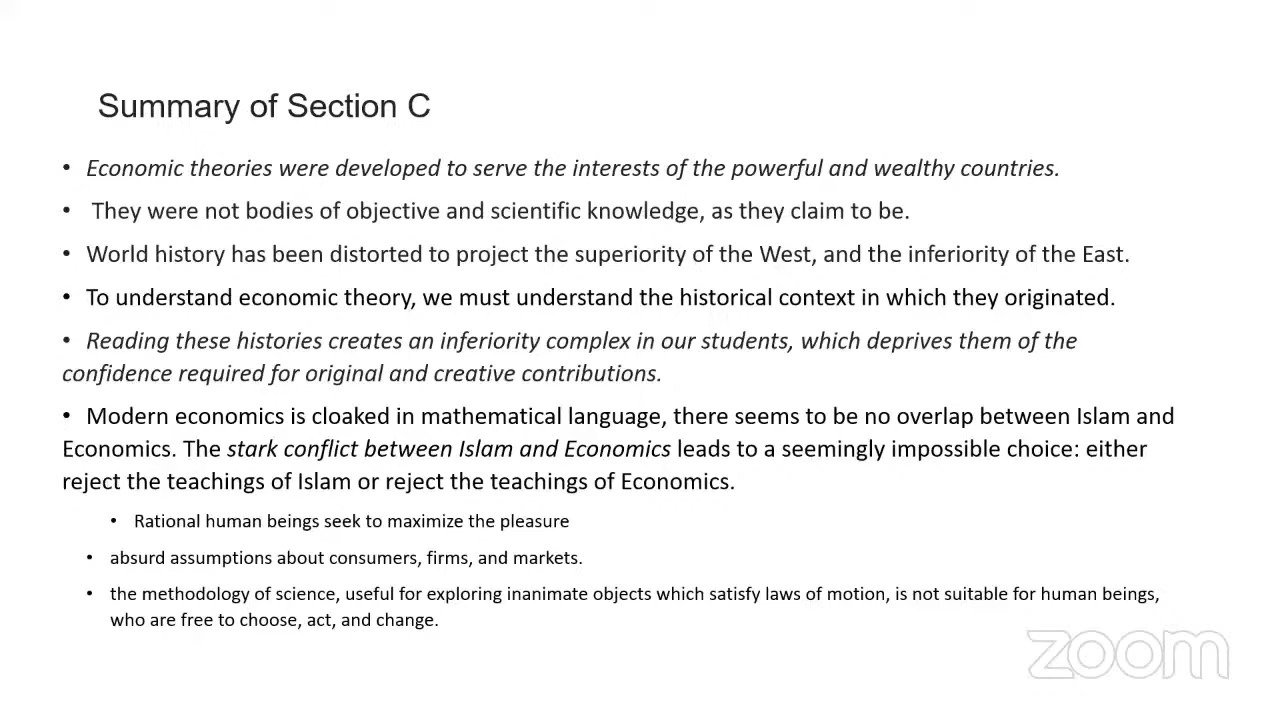 Summary of Section C
• Economic theories were developed to serve the interests of the powerful and wealthy countries.
• They were not bodies of objective and scientific knowledge, as they claim to be.
• World history has been distorted to project the superiority of the West, and the inferiority of the East.
• To understand economic theory, we must understand the historical context in which they originated.
• Reading these histories creates an inferiority complex in our students, which deprives them of the
confidence required for original and creative contributions.
• Modern economics is cloaked in mathematical language, there seems to be no overlap between Islam and
Economics. The stark conflict between Islam and Economics leads to a seemingly impossible choice: either
reject the teachings of Islam or reject the teachings of Economics.
• Rational human beings seek to maximize the pleasure
• absurd assumptions about consumers, firms, and markets.
• the methodology of science, useful for exploring inanimate objects which satisfy laws of motion, is not suitable for human beings,
who are free to choose, act, and change.
zoom